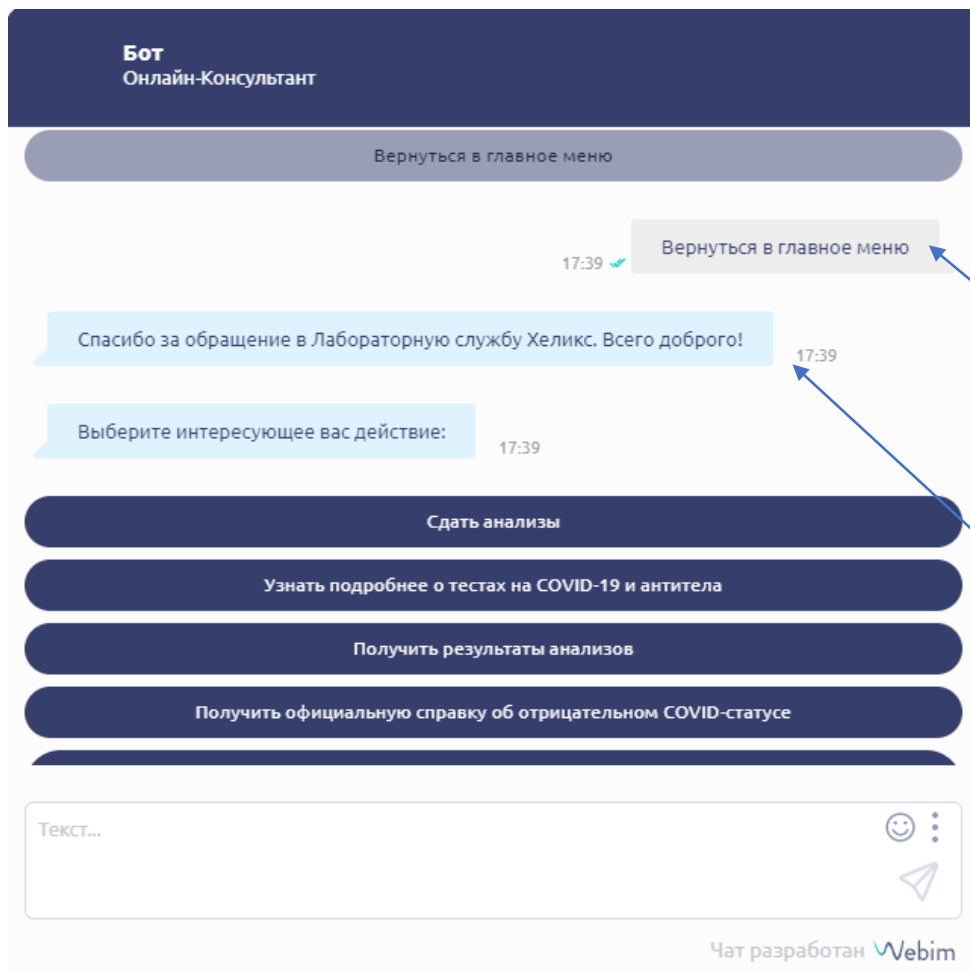 Бот
Онлайн-Консультант
Вернуться в главное меню
Вернуться в главное меню
17:39
Спасибо за обращение в Лабораторную службу Хеликс. Всего доброго!
17:39
Выберите интересующее вас действие:
17:39
Сдать анализы
Узнать подробнее о тестах на COVID-19 и антитела
Получить результаты анализов
Получить официальную справку об отрицательном COVID-статусе
Текст...
Чат разработан Webim